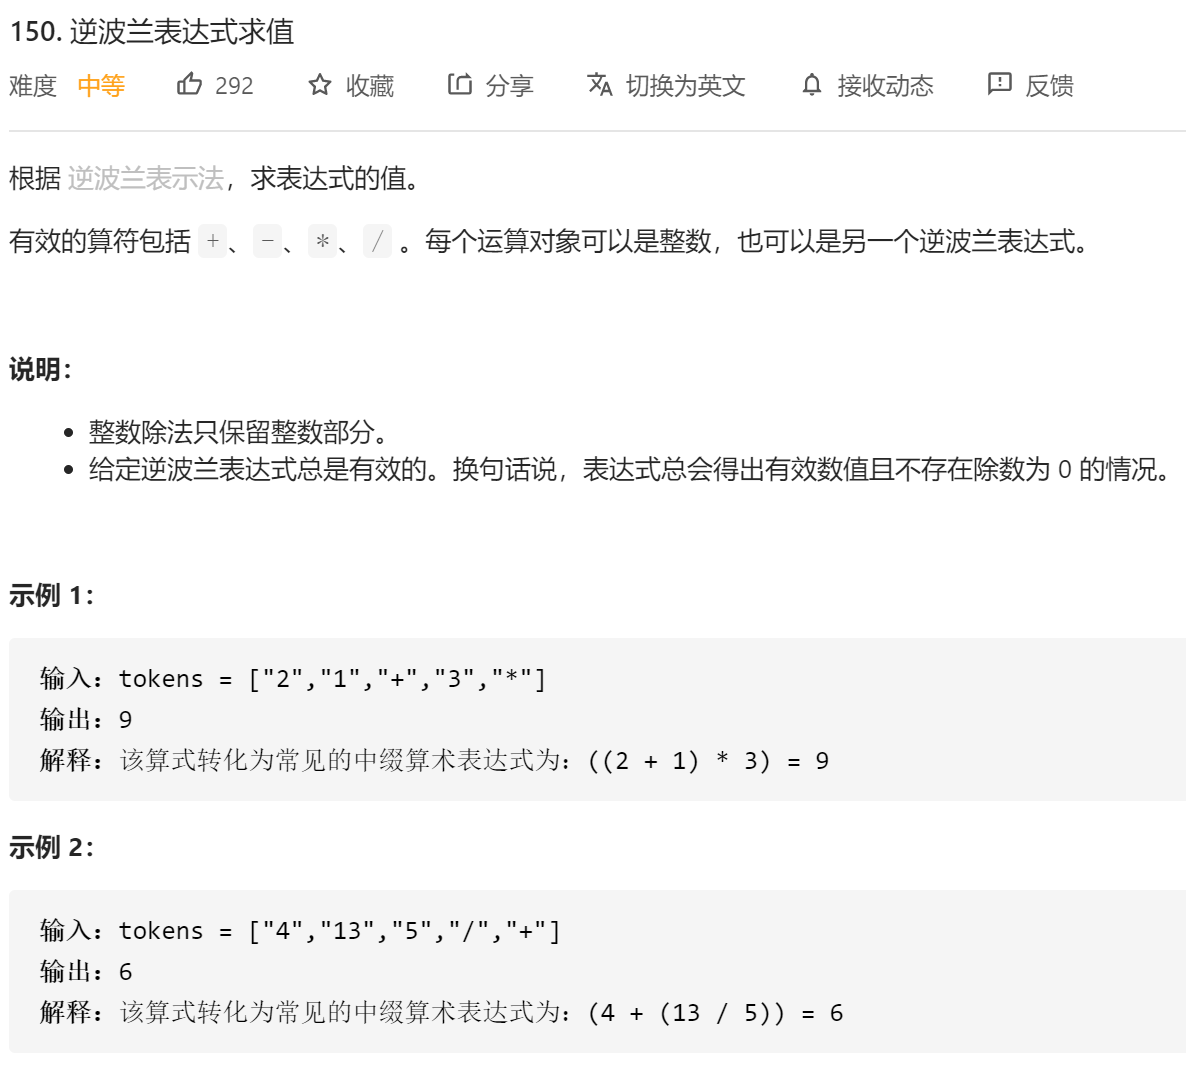 150. 逆波兰表达式求值
难度 中等 292 收藏 分享 切换为英文 接收动态 反馈
根据 逆波兰表示法，求表达式的值。
有效的算符包括 +、-、*、/ 。每个运算对象可以是整数，也可以是另一个逆波兰表达式。
说明：
• 整数除法只保留整数部分。
• 给定逆波兰表达式总是有效的。换句话说，表达式总会得出有效数值且不存在除数为 0 的情况。
示例 1：
输入：tokens = ["2","1","+","3","*"]
输出：9
解释：该算式转化为常见的中缀算术表达式为：((2 + 1) * 3) = 9
示例 2：
输入：tokens = ["4","13","5","/","+"]
输出：6
解释：该算式转化为常见的中缀算术表达式为：(4 + (13 / 5)) = 6